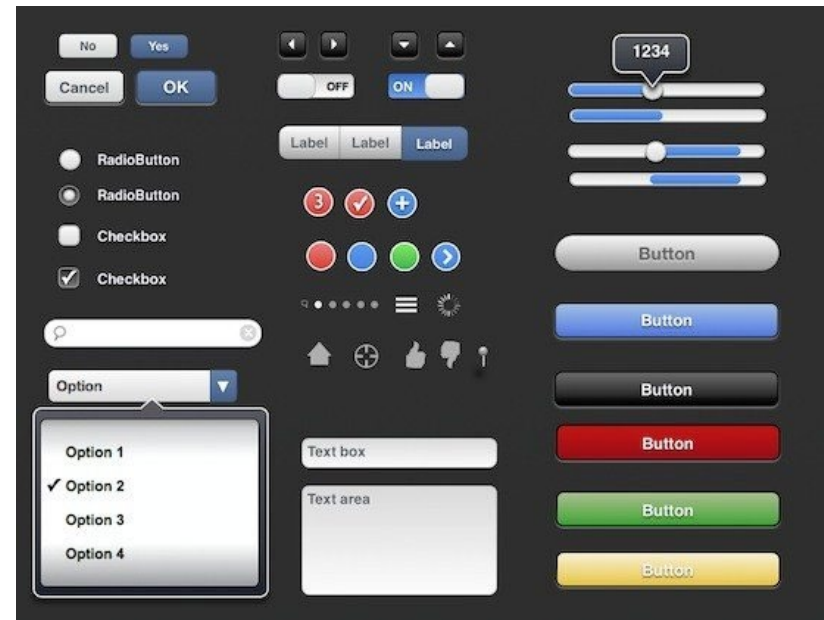 No Yes
Cancel OK
RadioButton
RadioButton
Checkbox
Checkbox
Option
Option 1
✓ Option 2
Option 3
Option 4
OFF ON
Label Label Label
3
Text box
Text area
1234
Button
Button
Button
Button
Button
Button